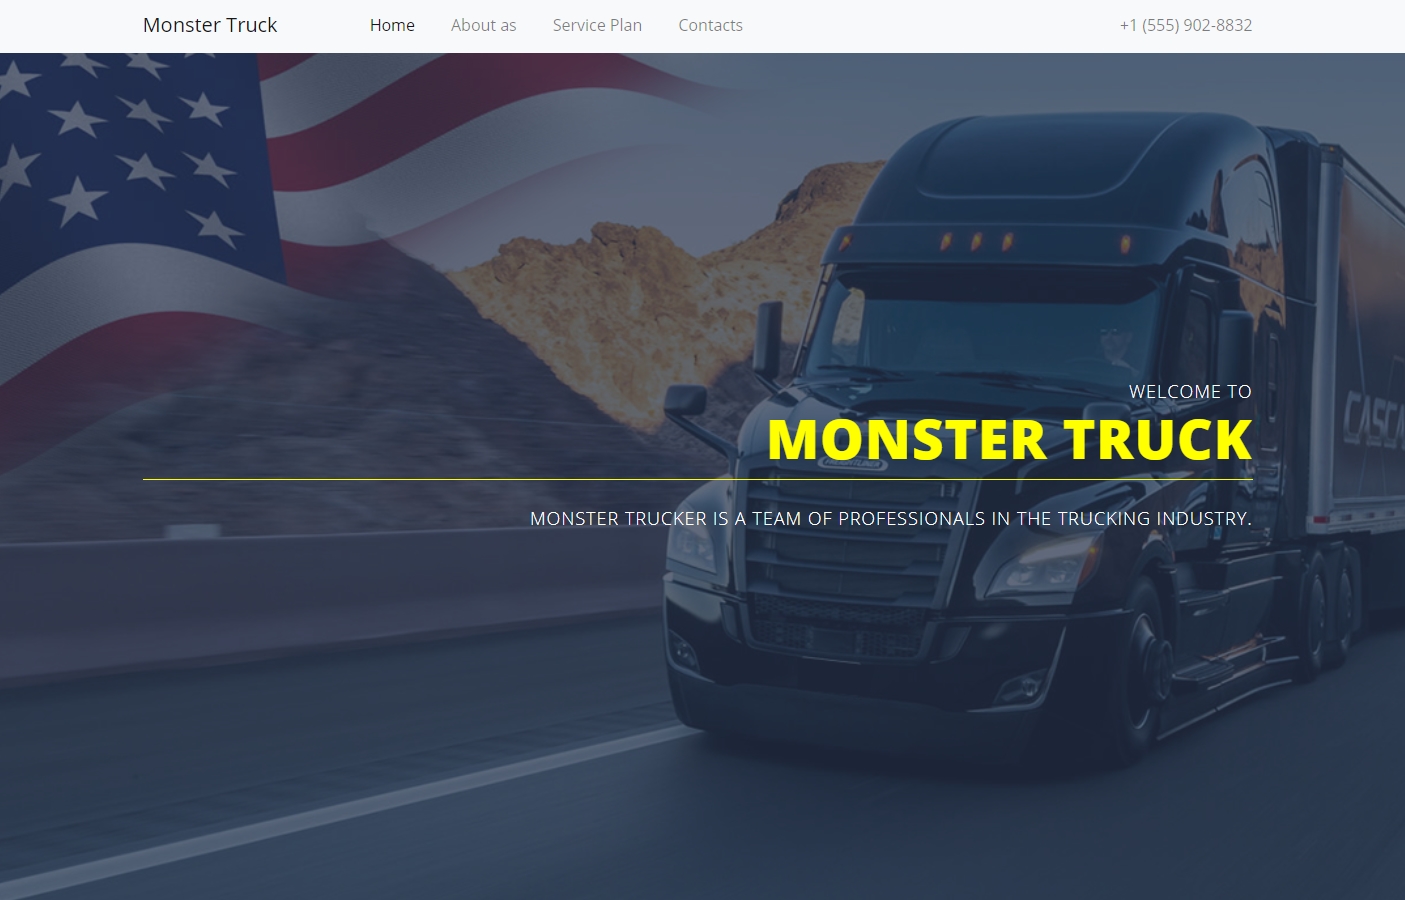 Monster Truck Home About as Service Plan Contacts +1 (555) 902-8832
WELCOME TO
MONSTER TRUCK
FREIGHTLINER
MONSTER TRUCKER IS A TEAM OF PROFESSIONALS IN THE TRUCKING INDUSTRY.